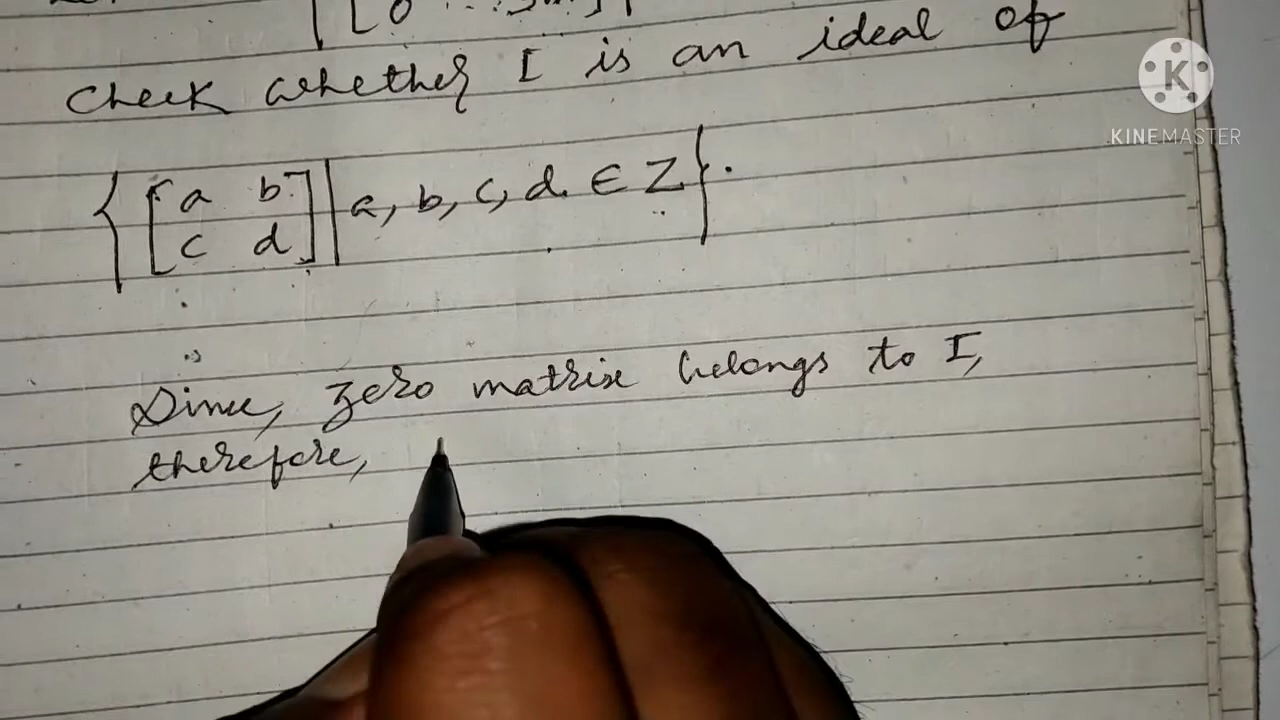 check whether I is an ideal of
{[a b
c d] | a, b, c, d ∈ Z}.
Since, zero matrix belongs to I,
therefore,
K
KINEMASTER